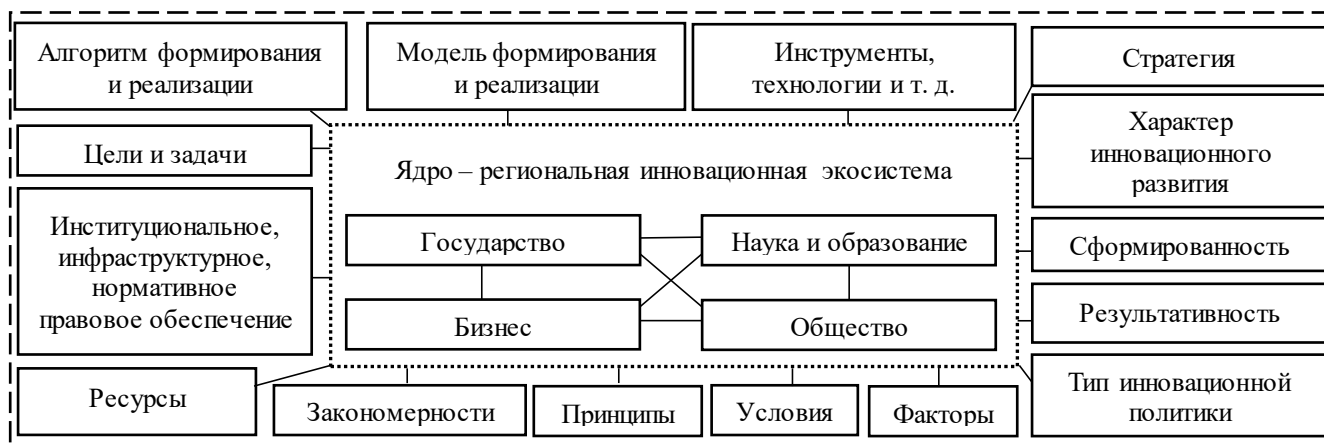 Алгоритм формирования
и реализации
Модель формирования
и реализации
Инструменты,
технологии и т. д.
Стратегия
Цели и задачи
Характер
инновационного
развития
Ядро – региональная инновационная экосистема
Институциональное,
инфраструктурное,
нормативное
правовое обеспечение
Государство
Наука и образование
Сформированность
Бизнес
Общество
Результативность
Ресурсы
Закономерности
Принципы
Условия
Факторы
Тип инновационной
политики